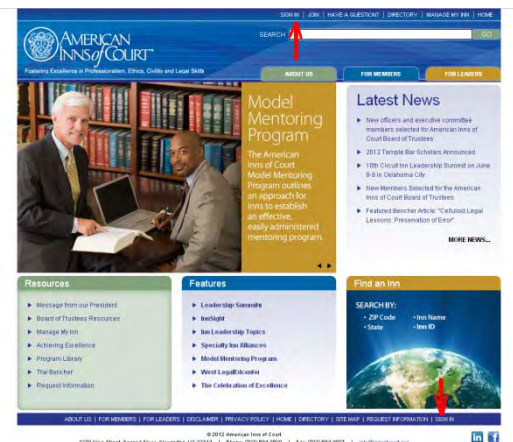 SIGN IN | JOIN | HAVE A QUESTION? | DIRECTORY | MANAGE MY INN | HOME
SEARCH
GO
AMERICAN
INNS of COURT
Fostering Excellence in Professionalism, Ethics, Civility and Legal Skills
ABOUT US
FOR MEMBERS
FOR LEADERS
Model
Mentoring
Program
The American
Inns of Court
Model Mentoring
Program outlines
an approach for
Inns to establish
an effective,
easily administered
mentoring program.
Latest News
New officers and executive committee
members selected for American Inns of
Court Board of Trustees
2012 Temple Bar Scholars Announced
10th Circuit Inn Leadership Summit on June
8-9 in Oklahoma City
New Members Selected for the American
Inns of Court Board of Trustees
Featured Bencher Article: "Celluloid Legal
Lessons: Preservation of Error"
MORE NEWS...
Resources
Message from our President
Board of Trustees Resources
Manage My Inn
Achieving Excellence
Program Library
The Bencher
Request Information
Features
Leadership Summits
InnSight
Inn Leadership Topics
Specialty Inn Alliances
Model Mentoring Program
West LegalEdcenter
The Celebration of Excellence
Find an Inn
SEARCH BY:
• ZIP Code • Inn Name
• State • Inn ID
ABOUT US | FOR MEMBERS | FOR LEADERS | DISCLAIMER | PRIVACY POLICY | HOME | DIRECTORY | SITE MAP | REQUEST INFORMATION | SIGN IN
© 2012 American Inns of Court
in f